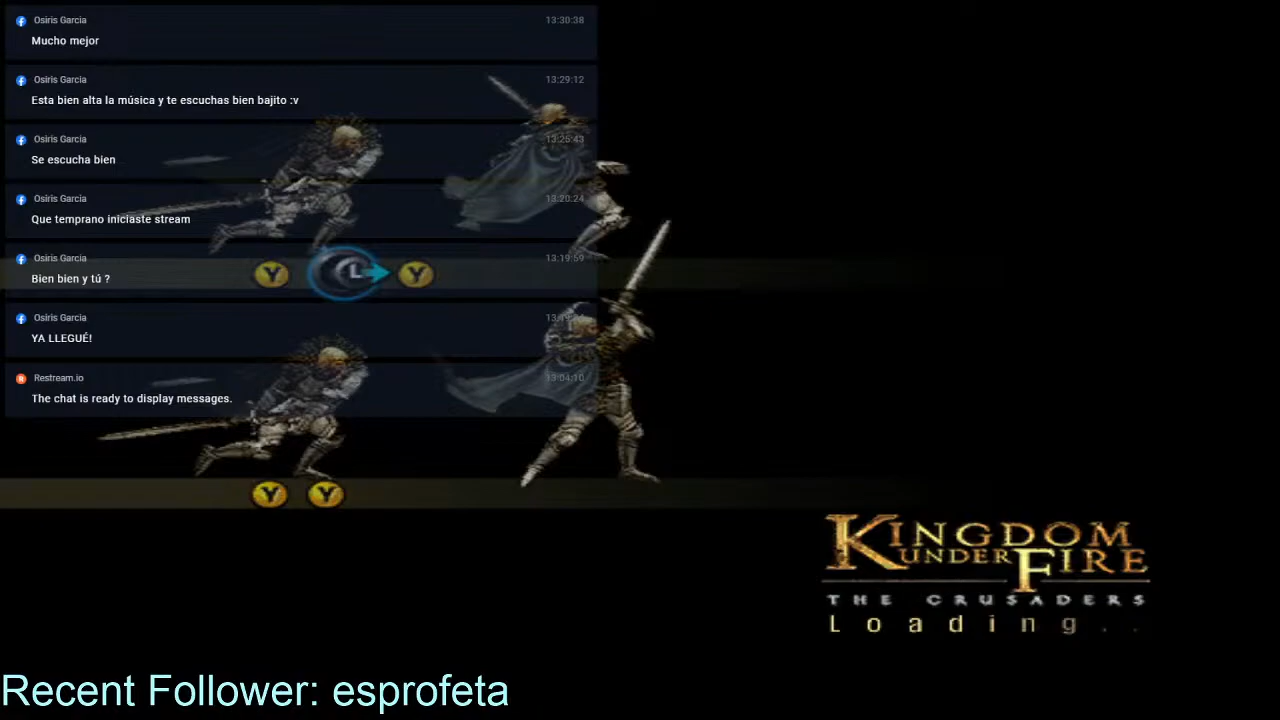 Osiris Garcia 13:30:38
Mucho mejor
Osiris Garcia 13:29:12
Esta bien alta la música y te escuchas bien bajito :v
Osiris Garcia 13:25:43
Se escucha bien
Osiris Garcia 13:20:24
Que temprano iniciaste stream
Osiris Garcia 13:19:59
Bien bien y tú ?
Y L Y
Osiris Garcia
YA LLEGUÉ!
Restream.io 13:04:10
The chat is ready to display messages.
Y Y
KINGDOM
UNDER FIRE
THE CRUSADERS
Loading..
Recent Follower: esprofeta